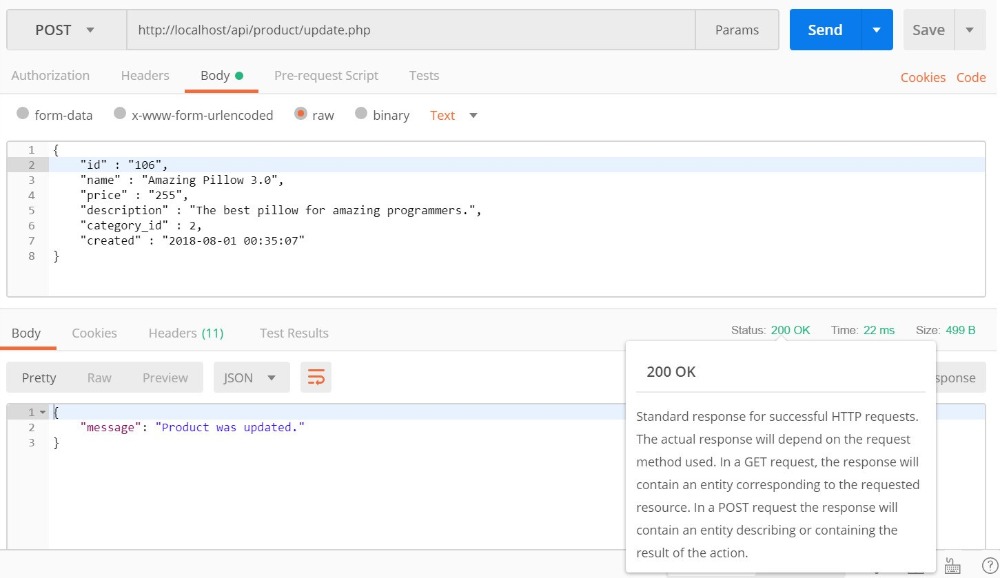 POST http://localhost/api/product/update.php Params Send Save
Authorization Headers Body Pre-request Script Tests Cookies Code
form-data x-www-form-urlencoded raw binary Text
1 {
2 "id" : "106",
3 "name" : "Amazing Pillow 3.0",
4 "price" : "255",
5 "description" : "The best pillow for amazing programmers.",
6 "category_id" : 2,
7 "created" : "2018-08-01 00:35:07"
8 }
Body Cookies Headers (11) Test Results Status: 200 OK Time: 22 ms Size: 499 B
Pretty Raw Preview JSON sponse
1 {
2 "message": "Product was updated."
3 }
200 OK
Standard response for successful HTTP requests.
The actual response will depend on the request
method used. In a GET request, the response will
contain an entity corresponding to the requested
resource. In a POST request the response will
contain an entity describing or containing the
result of the action.
?